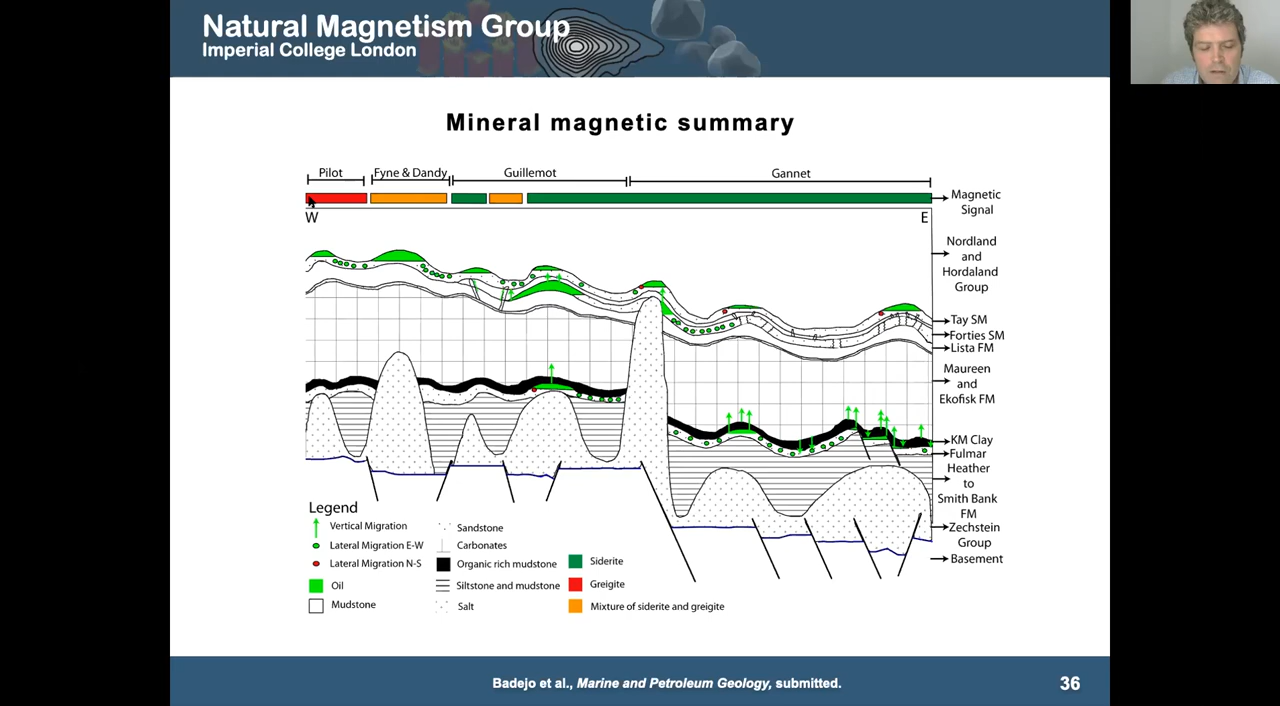 Natural Magnetism Group
Imperial College London
Mineral magnetic summary
Pilot
Fyne & Dandy
Guillemot
Gannet
W
E
Magnetic
Signal
Nordland
and
Hordaland
Group
Tay SM
Forties SM
Lista FM
Maureen
and
Ekofisk FM
KM Clay
Fulmar
Heather
to
Smith Bank
FM
Zechstein
Group
Basement
Legend
Vertical Migration
Lateral Migration E-W
Lateral Migration N-S
Oil
Mudstone
Sandstone
Carbonates
Organic rich mudstone
Siltstone and mudstone
Salt
Siderite
Greigite
Mixture of siderite and greigite
Badejo et al., Marine and Petroleum Geology, submitted.
36